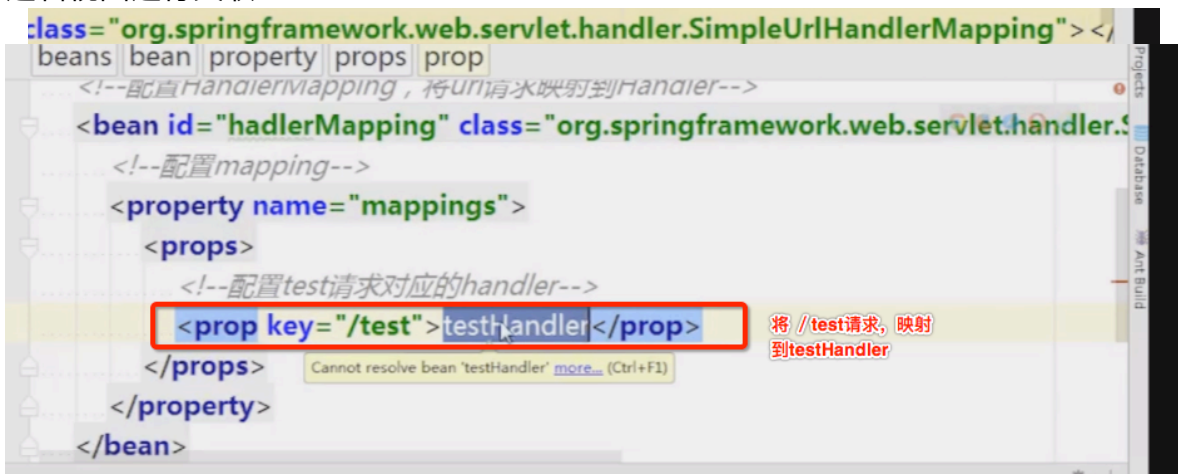 class="org.springframework.web.servlet.handler.SimpleUrlHandlerMapping"></
beans bean property props prop
<!--配置HandlerMapping，将url请求映射到Handler-->
<bean id="hadlerMapping" class="org.springframework.web.servlet.handler.S
<!--配置mapping-->
<property name="mappings">
<props>
<!--配置test请求对应的handler-->
<prop key="/test">testHandler</prop>
将 /test请求，映射
到testHandler
</props>
Cannot resolve bean 'testHandler' more... (Ctrl+F1)
</property>
</bean>
Projects
Database
Ant Build